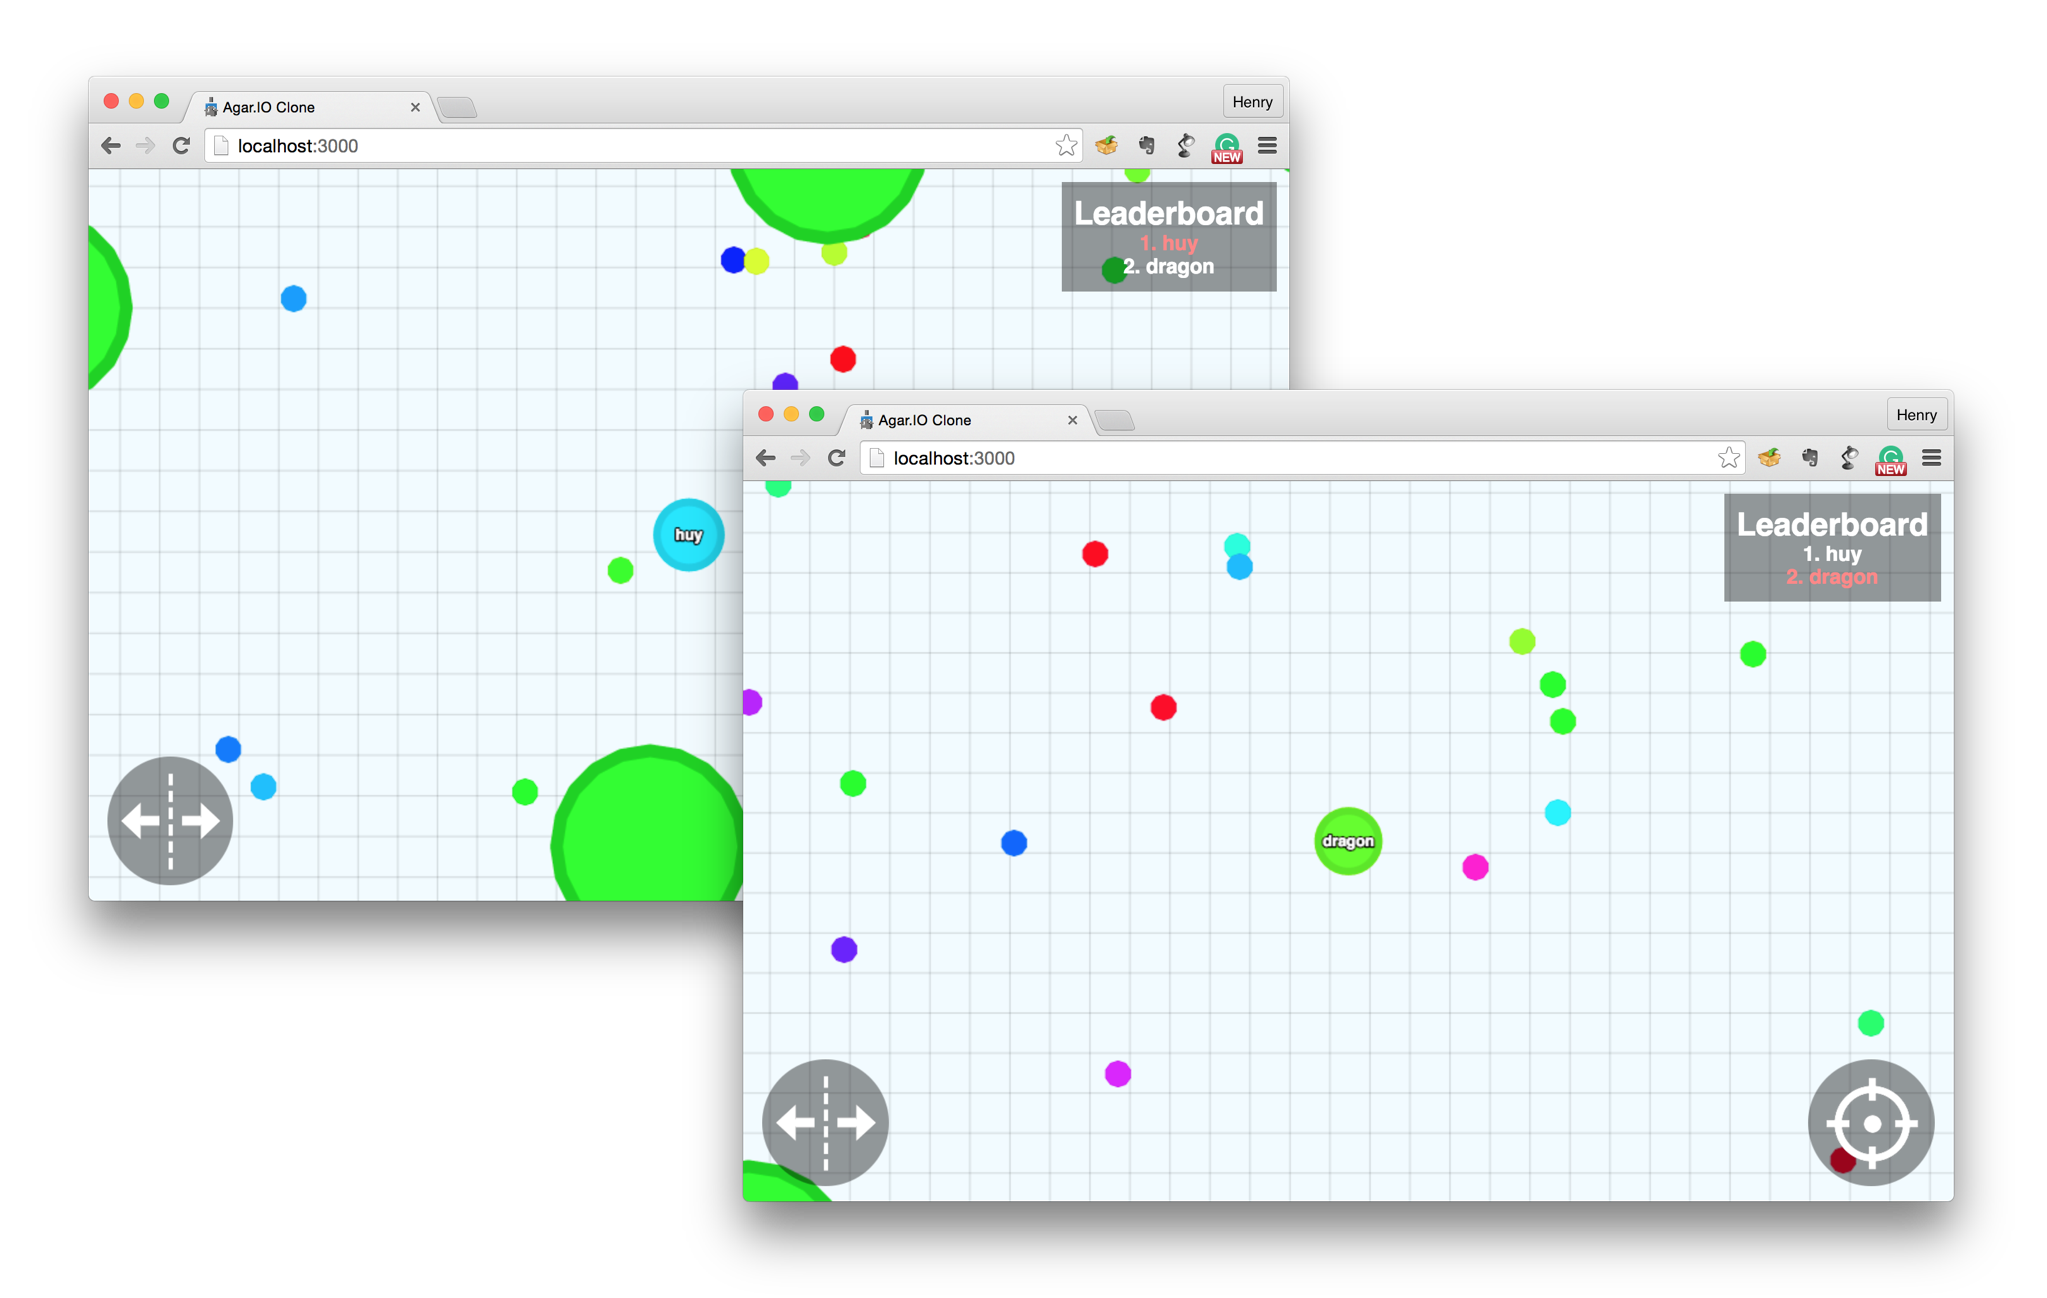 Agar.IO Clone
Henry
localhost:3000
NEW
Leaderboard
1. huy
2. dragon
huy
Agar.IO Clone
Henry
localhost:3000
NEW
Leaderboard
1. huy
2. dragon
dragon